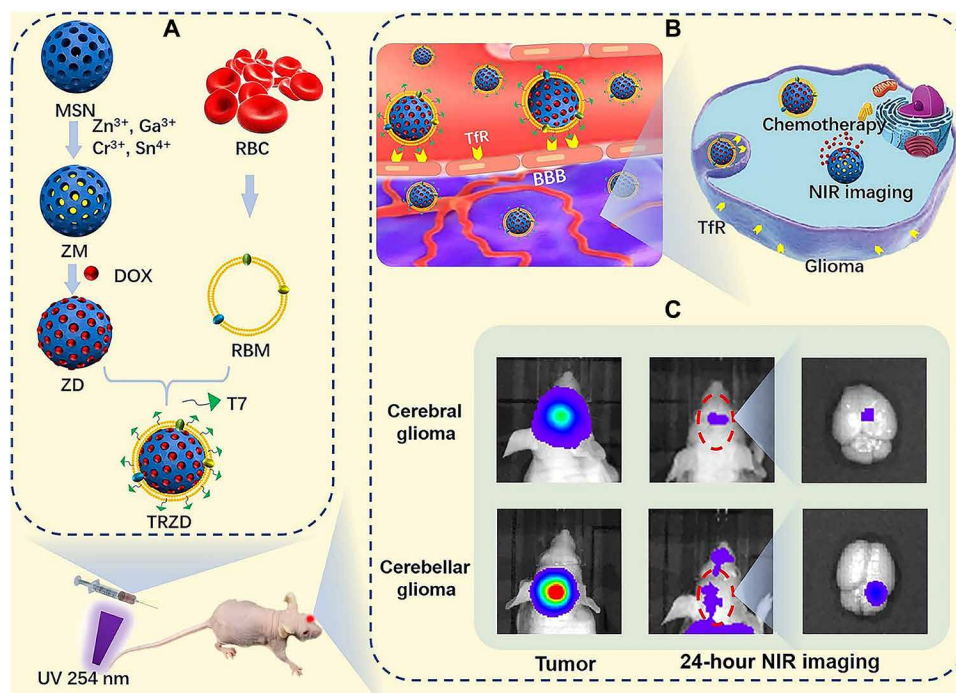 A
MSN
Zn³⁺, Ga³⁺
Cr³⁺, Sn⁴⁺
RBC
ZM
DOX
ZD
RBM
T7
TRZD
UV 254 nm
B
TfR
BBB
Chemotherapy
NIR imaging
TfR
Glioma
C
Cerebral
glioma
Cerebellar
glioma
Tumor
24-hour NIR imaging